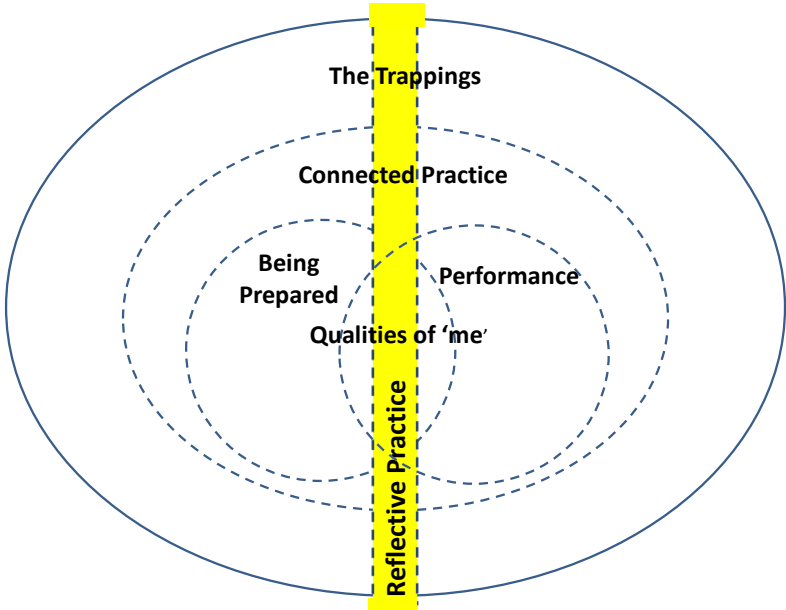 The Trappings
Connected Practice
Being
Prepared
Performance
Qualities of ‘me’
Reflective Practice